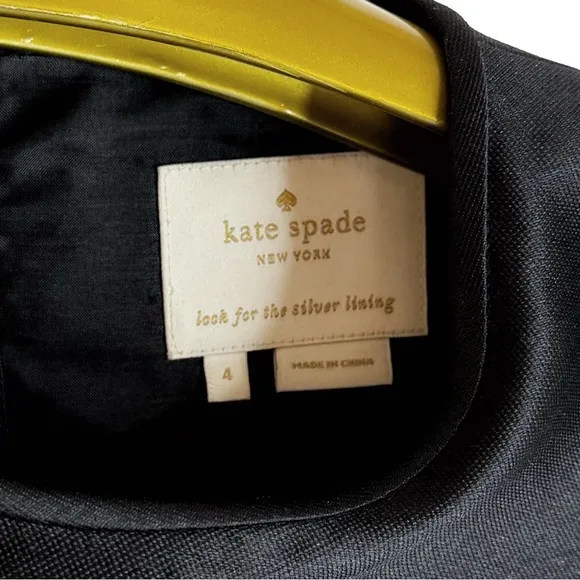 kate spade
NEW YORK
look for the silver lining
4
MADE IN CHINA